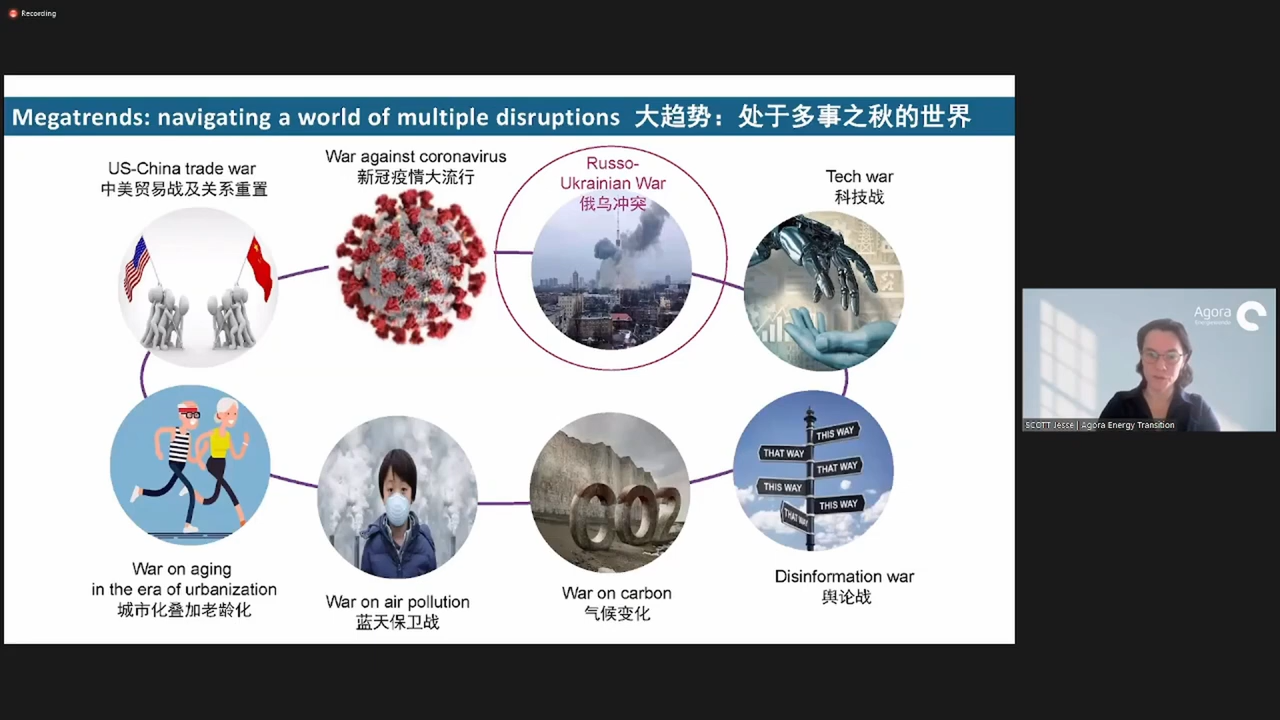 Recording
Megatrends: navigating a world of multiple disruptions 大趋势：处于多事之秋的世界
US-China trade war
中美贸易战及关系重置
War against coronavirus
新冠疫情大流行
Russo-
Ukrainian War
俄乌冲突
Tech war
科技战
THIS WAY
THAT WAY
THAT WAY
THIS WAY
THIS WAY
THAT WAY
CO2
War on aging
in the era of urbanization
城市化叠加老龄化
War on air pollution
蓝天保卫战
War on carbon
气候变化
Disinformation war
舆论战
Agora
SCOTT Jesse | Agora Energy Transition